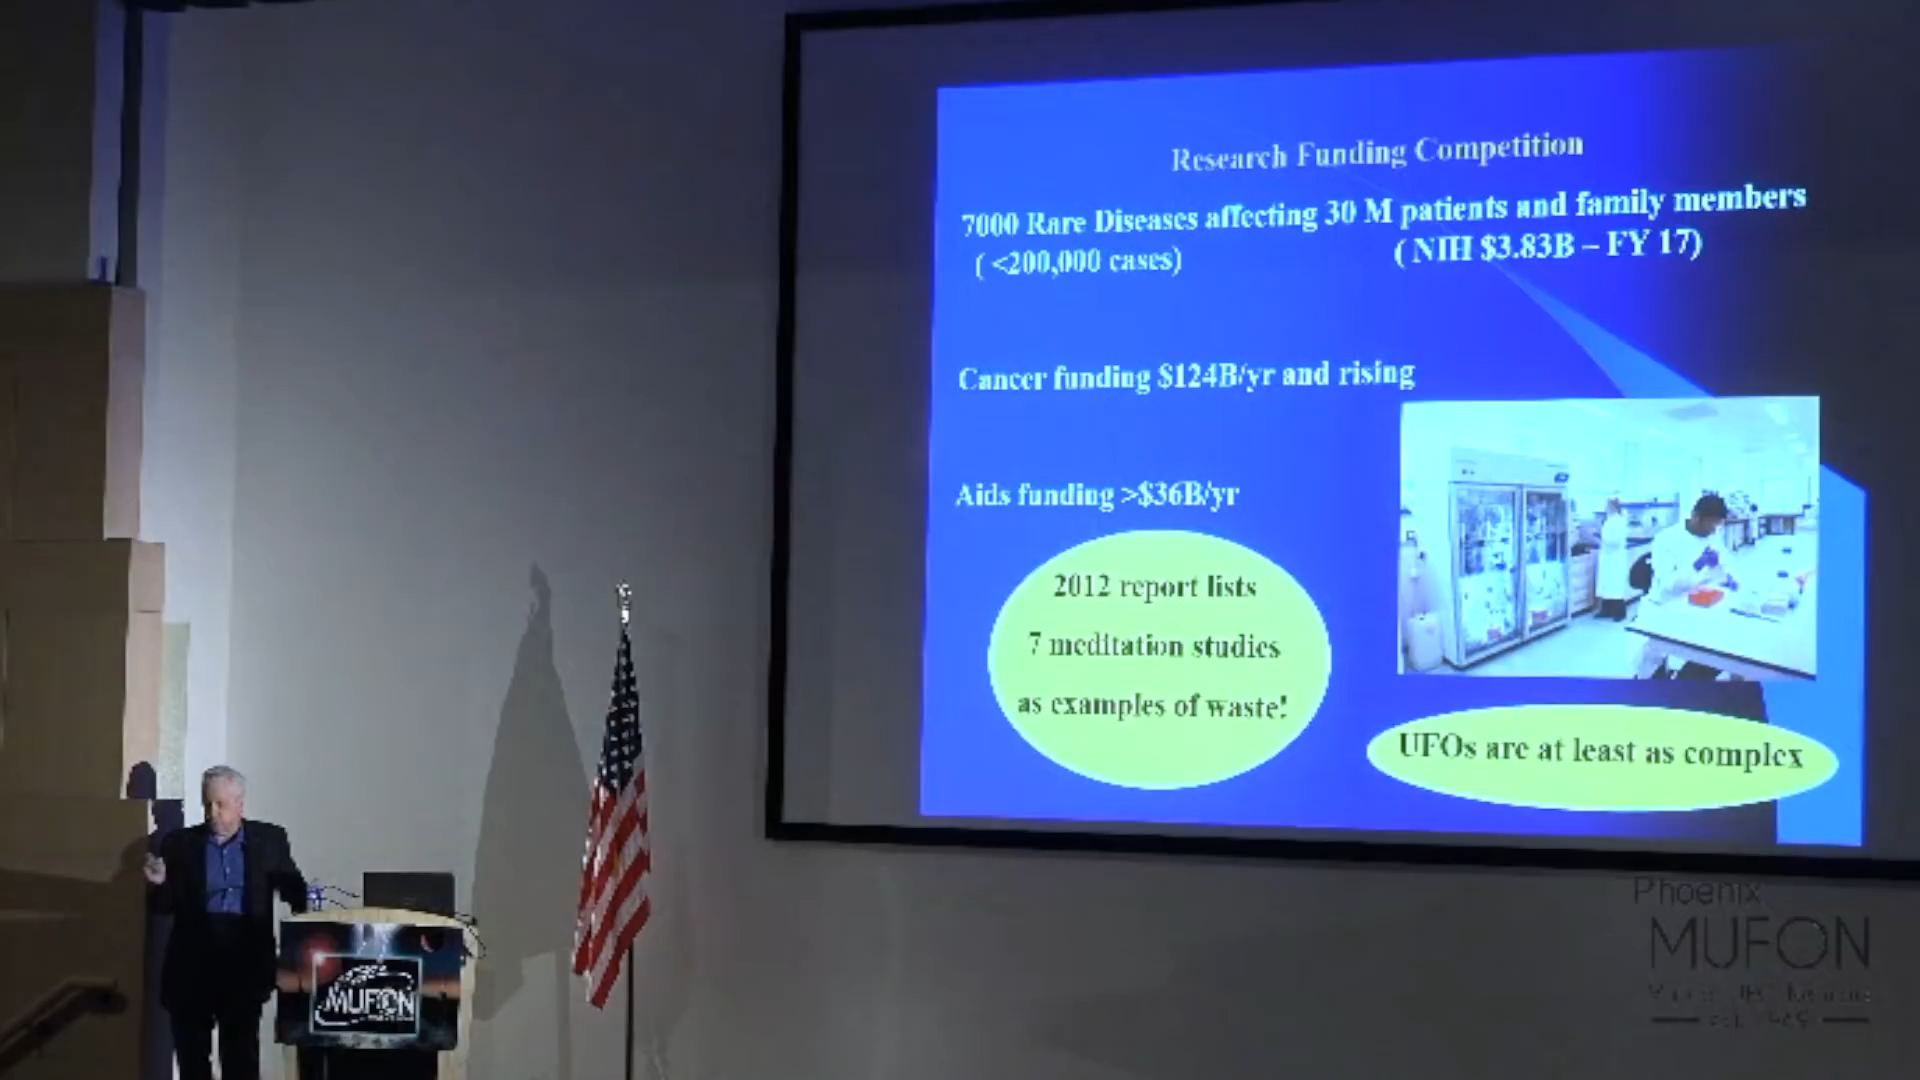 Research Funding Competition
7000 Rare Diseases affecting 30 M patients and family members
( <200,000 cases) ( NIH $3.83B – FY 17)
Cancer funding $124B/yr and rising
Aids funding >$36B/yr
2012 report lists
7 meditation studies
as examples of waste!
UFOs are at least as complex
MUFON
Phoenix
MUFON